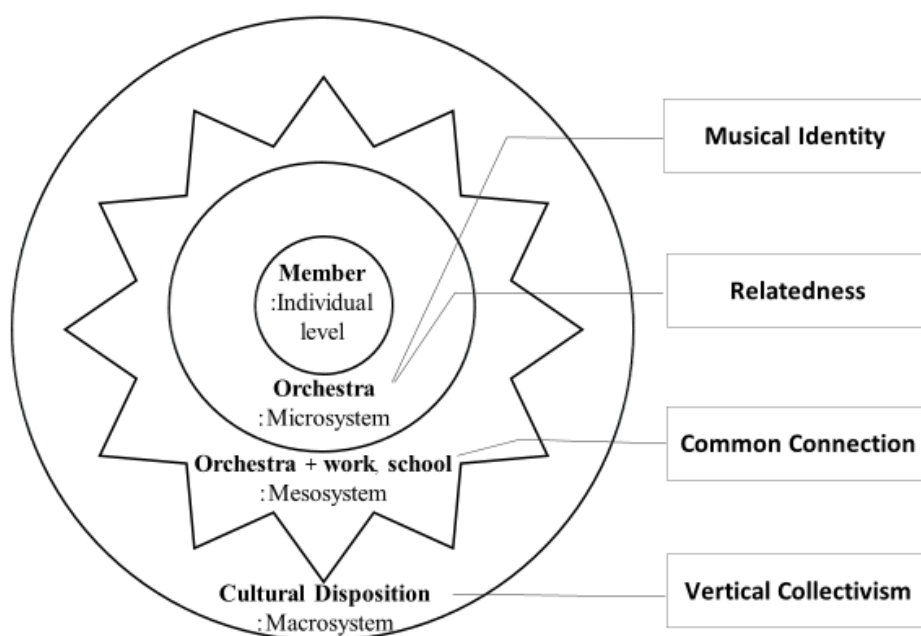 Musical Identity
Member
:Individual
level
Relatedness
Orchestra
:Microsystem
Common Connection
Orchestra + work, school
:Mesosystem
Vertical Collectivism
Cultural Disposition
:Macrosystem